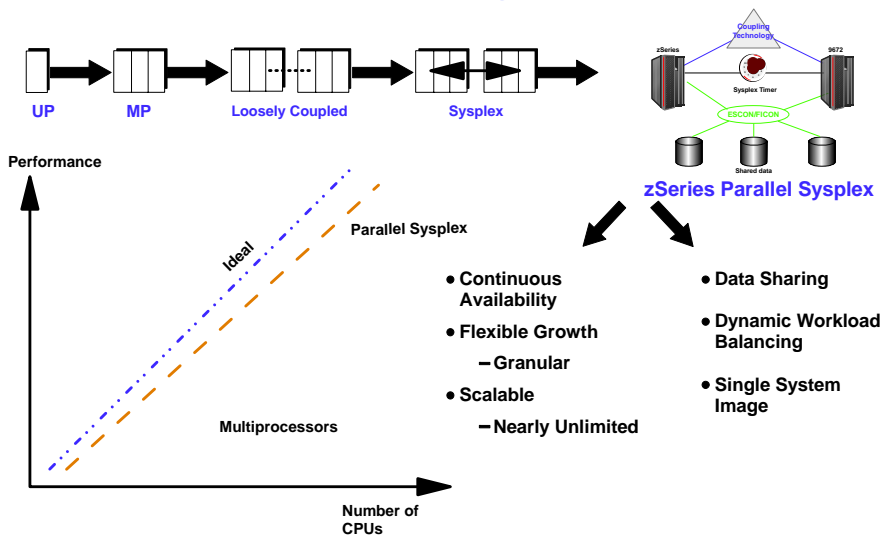 Coupling
Technology
zSeries
9672
Sysplex Timer
ESCON/FICON
Shared data
zSeries Parallel Sysplex
UP
MP
Loosely Coupled
Sysplex
Performance
Ideal
Parallel Sysplex
Multiprocessors
Number of
CPUs
• Continuous
Availability
• Flexible Growth
– Granular
• Scalable
– Nearly Unlimited
• Data Sharing
• Dynamic Workload
Balancing
• Single System
Image